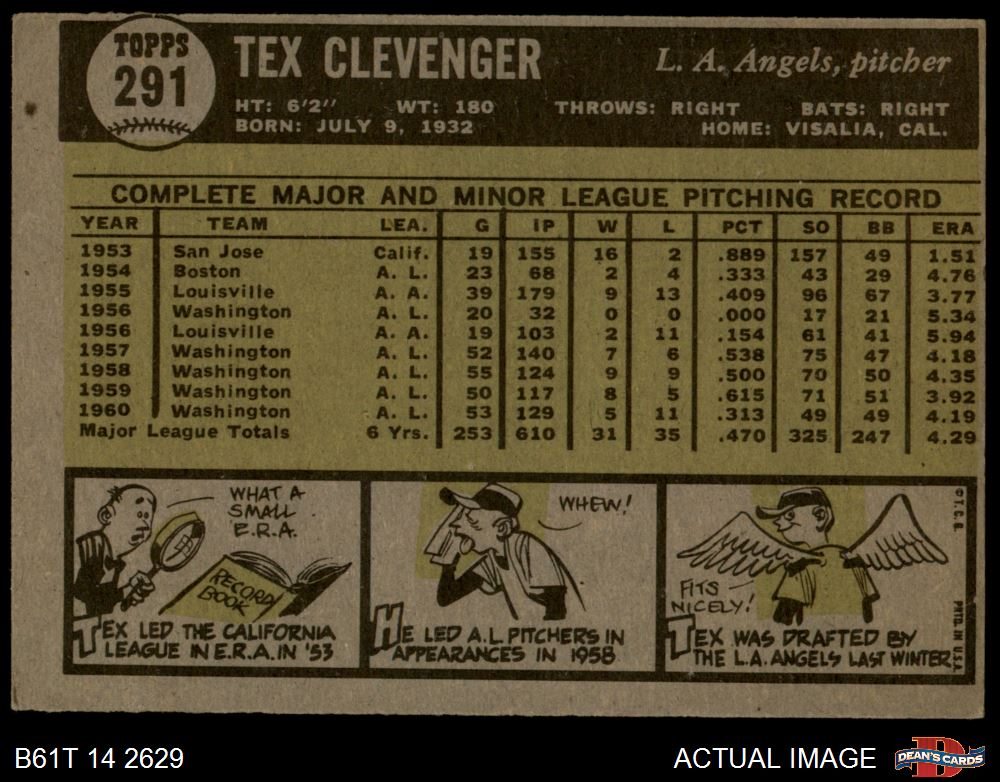 TOPPS
291
TEX CLEVENGER
L. A. Angels, pitcher
HT: 6'2" WT: 180 THROWS: RIGHT BATS: RIGHT
BORN: JULY 9, 1932 HOME: VISALIA, CAL.
COMPLETE MAJOR AND MINOR LEAGUE PITCHING RECORD
YEAR TEAM LEA. G IP W L PCT SO BB ERA
1953 San Jose Calif. 19 155 16 2 .889 157 49 1.51
1954 Boston A. L. 23 68 2 4 .333 43 29 4.76
1955 Louisville A. A. 39 179 9 13 .409 96 67 3.77
1956 Washington A. L. 20 32 0 0 .000 17 21 5.34
1956 Louisville A. A. 19 103 2 11 .154 61 41 5.94
1957 Washington A. L. 52 140 7 6 .538 75 47 4.18
1958 Washington A. L. 55 124 9 9 .500 70 50 4.35
1959 Washington A. L. 50 117 8 5 .615 71 51 3.92
1960 Washington A. L. 53 129 5 11 .313 49 49 4.19
Major League Totals 6 Yrs. 253 610 31 35 .470 325 247 4.29
WHAT A
SMALL
E.R.A.
RECORD
BOOK
TEX LED THE CALIFORNIA
LEAGUE IN E.R.A. IN '53
WHEW!
HE LED A.L. PITCHERS IN
APPEARANCES IN 1958
FITS
NICELY!
TEX WAS DRAFTED BY
THE L.A. ANGELS LAST WINTER
© T. C. G.
PRTD. IN U.S.A.
B61T 14 2629
ACTUAL IMAGE
D
DEAN'S CARDS